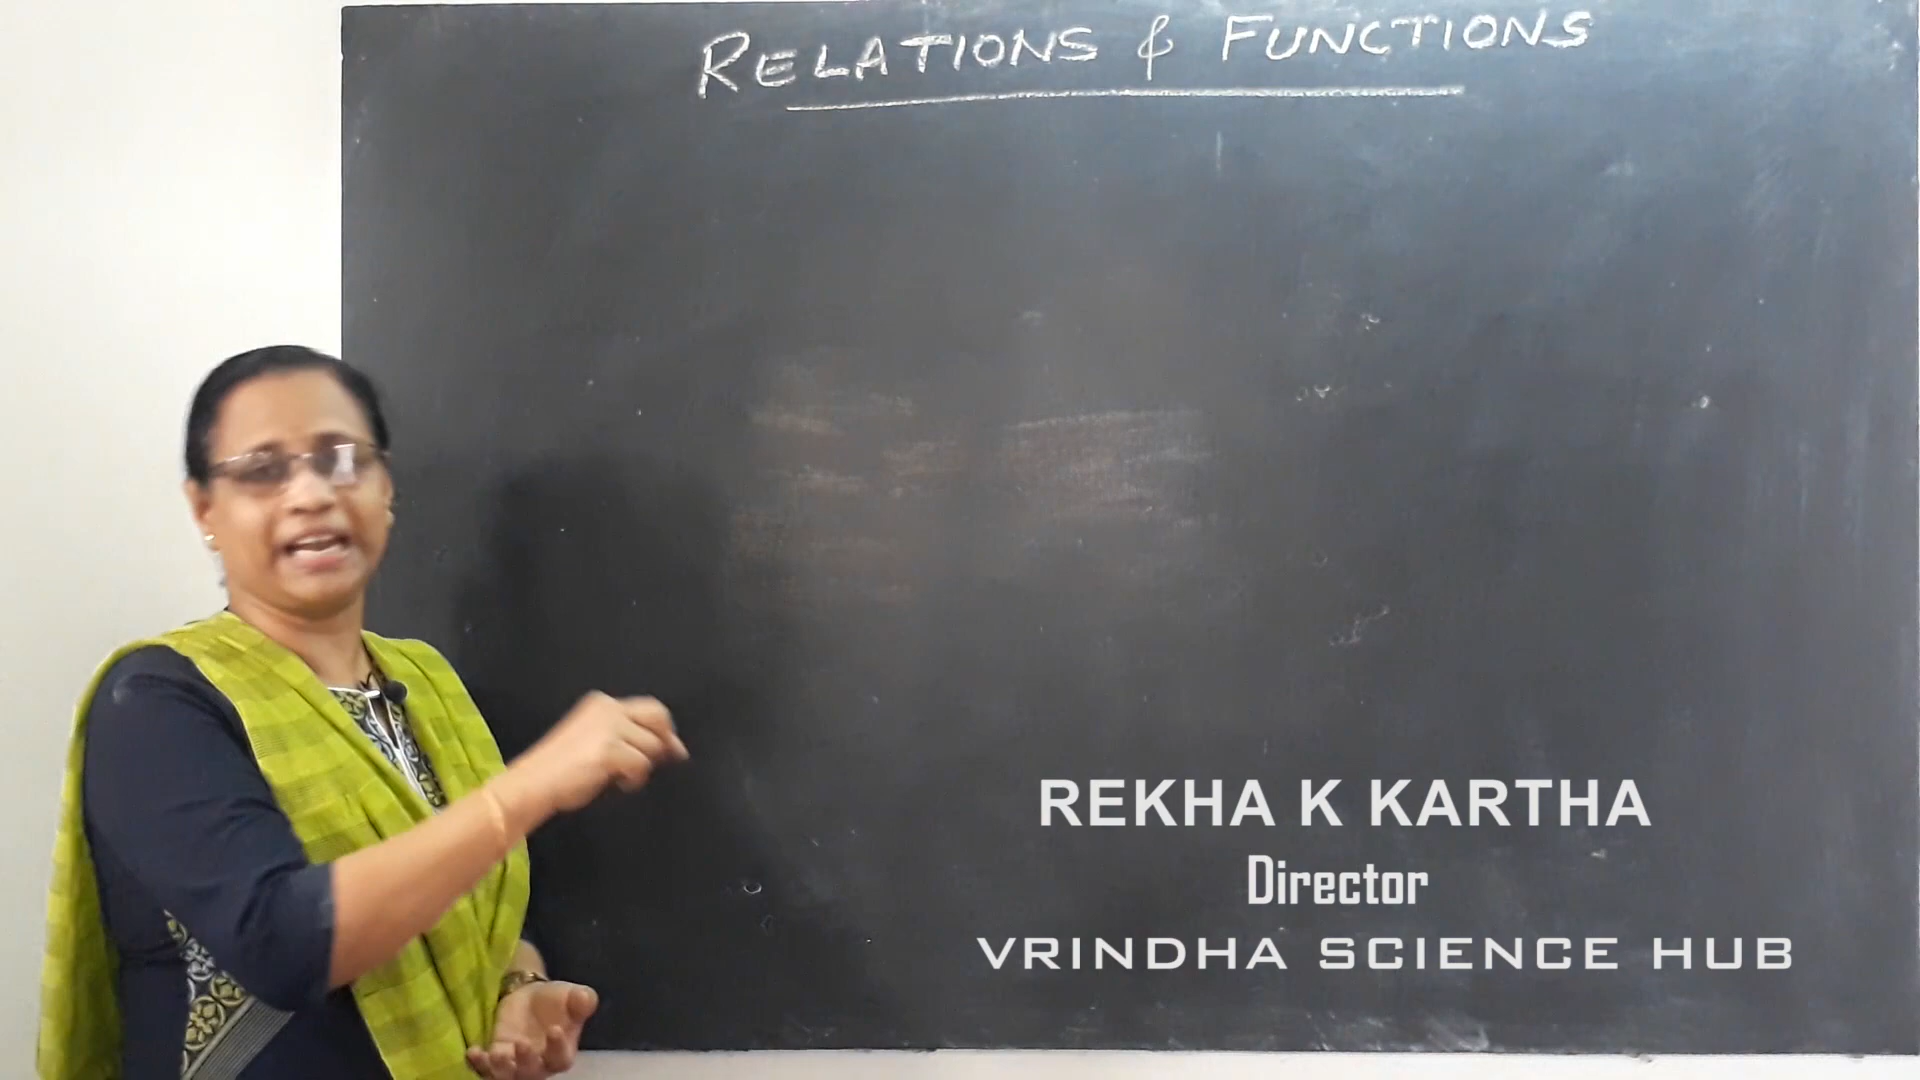 RELATIONS & FUNCTIONS
REKHA K KARTHA
Director
VRINDHA SCIENCE HUB